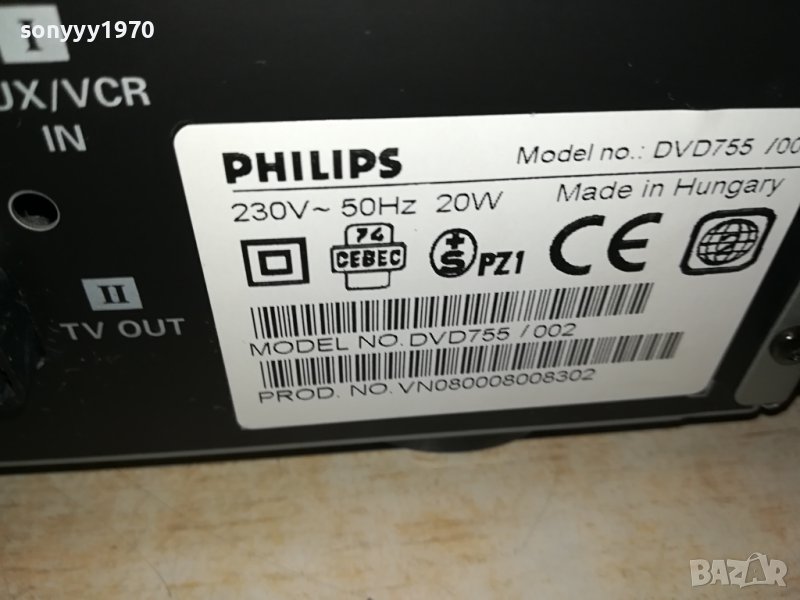 sonyyy1970
I
UX/VCR
IN
II
TV OUT
PHILIPS
Model no.: DVD755 /00
230V~ 50Hz 20W
Made in Hungary
74
CEBEC
+
S
PZ1
CE
2
MODEL NO. DVD755 / 002
PROD. NO. VN080008008302
BAZAR